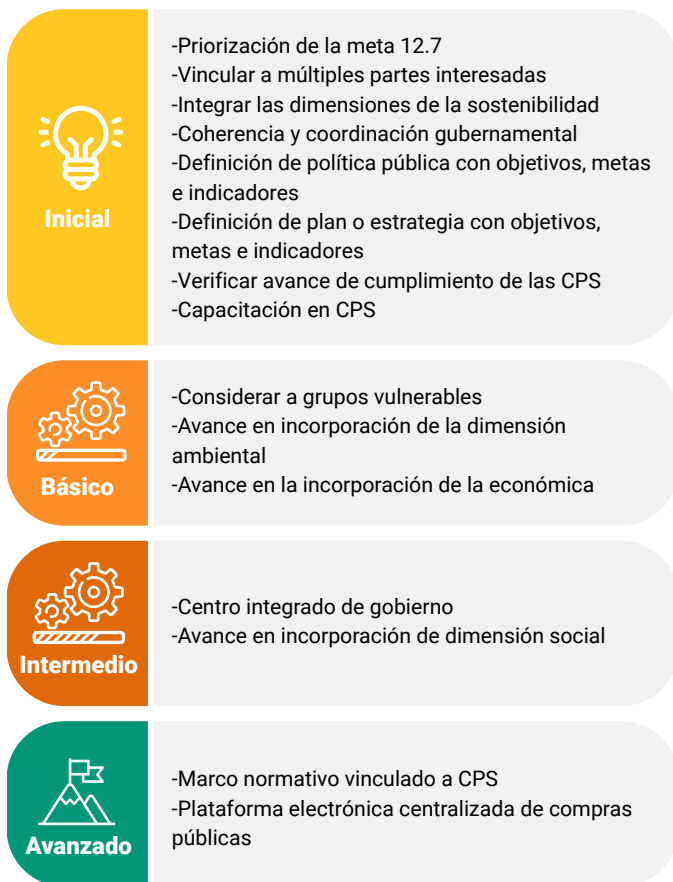 Inicial
-Priorización de la meta 12.7
-Vincular a múltiples partes interesadas
-Integrar las dimensiones de la sostenibilidad
-Coherencia y coordinación gubernamental
-Definición de política pública con objetivos, metas
e indicadores
-Definición de plan o estrategia con objetivos,
metas e indicadores
-Verificar avance de cumplimiento de las CPS
-Capacitación en CPS
Básico
-Considerar a grupos vulnerables
-Avance en incorporación de la dimensión
ambiental
-Avance en la incorporación de la económica
Intermedio
-Centro integrado de gobierno
-Avance en incorporación de dimensión social
Avanzado
-Marco normativo vinculado a CPS
-Plataforma electrónica centralizada de compras
públicas